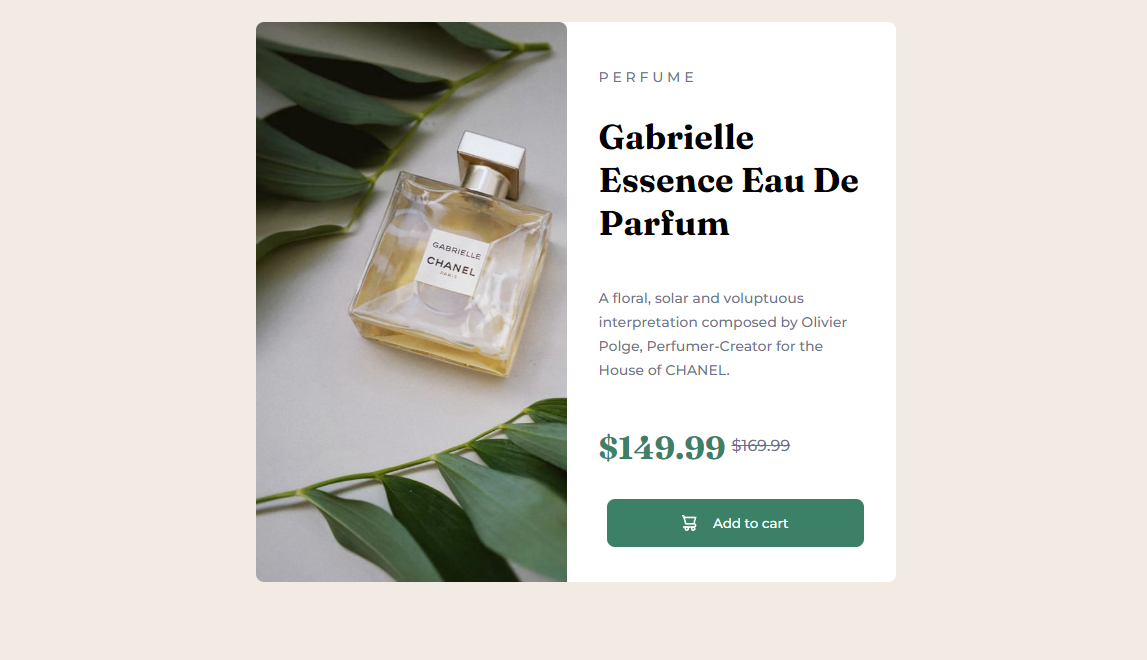 GABRIELLE
CHANEL
PARIS
PERFUME
Gabrielle
Essence Eau De
Parfum
A floral, solar and voluptuous
interpretation composed by Olivier
Polge, Perfumer-Creator for the
House of CHANEL.
$149.99 $169.99
Add to cart